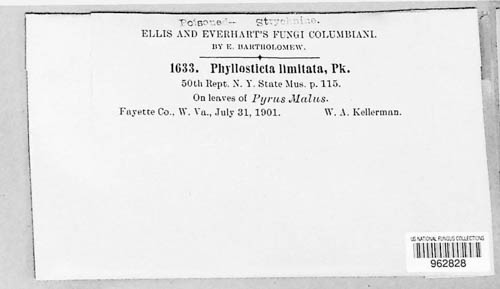 Poisoned-- Strychnine.
ELLIS AND EVERHART'S FUNGI COLUMBIANI.
BY E. BARTHOLOMEW.
1633. Phyllosticta limitata, Pk.
50th Rept. N. Y. State Mus. p. 115.
On leaves of Pyrus Malus.
Fayette Co., W. Va., July 31, 1901. W. A. Kellerman.
US NATIONAL FUNGUS COLLECTIONS
962828